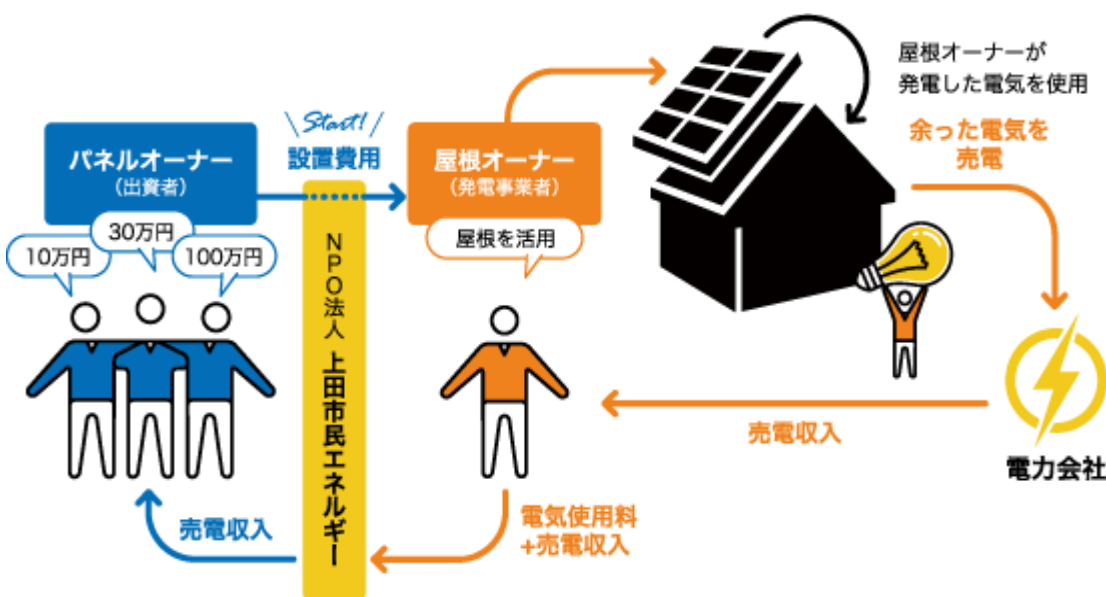 屋根オーナーが
発電した電気を使用
余った電気を
売電
Start!
設置費用
パネルオーナー
(出資者)
屋根オーナー
(発電事業者)
10万円
30万円
100万円
屋根を活用
NPO法人 上田市民エネルギー
売電収入
電力会社
電気使用料
+売電収入
売電収入